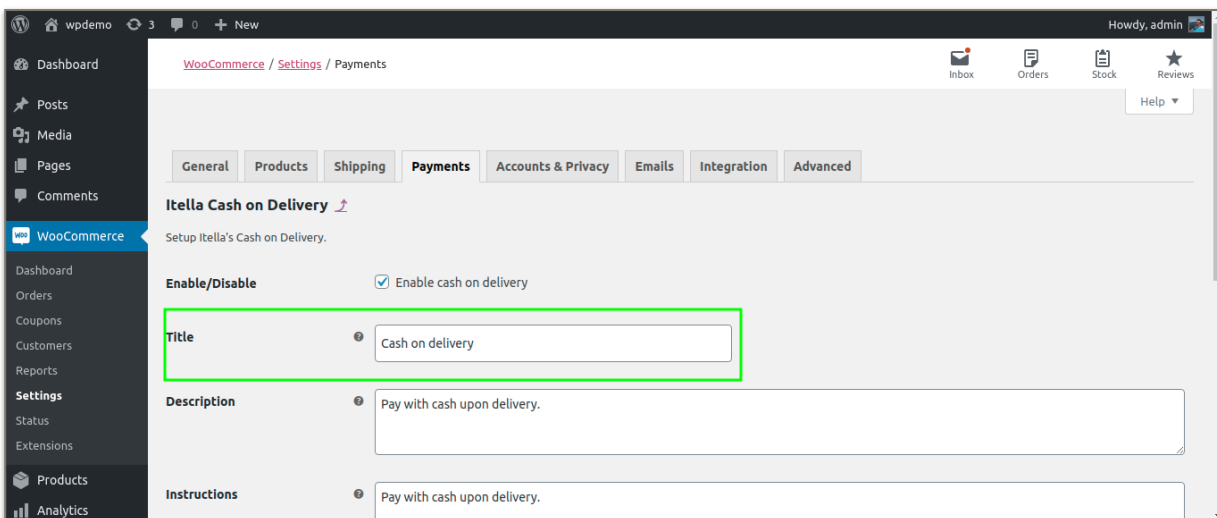 wpdemo 3 0 + New Howdy, admin
Dashboard
Posts
Media
Pages
Comments
WOO WooCommerce
Dashboard
Orders
Coupons
Customers
Reports
Settings
Status
Extensions
Products
Analytics
WooCommerce / Settings / Payments
Inbox Orders Stock Reviews
Help
General Products Shipping Payments Accounts & Privacy Emails Integration Advanced
Itella Cash on Delivery
Setup Itella's Cash on Delivery.
Enable/Disable Enable cash on delivery
Title ? Cash on delivery
Description ? Pay with cash upon delivery.
Instructions ? Pay with cash upon delivery.